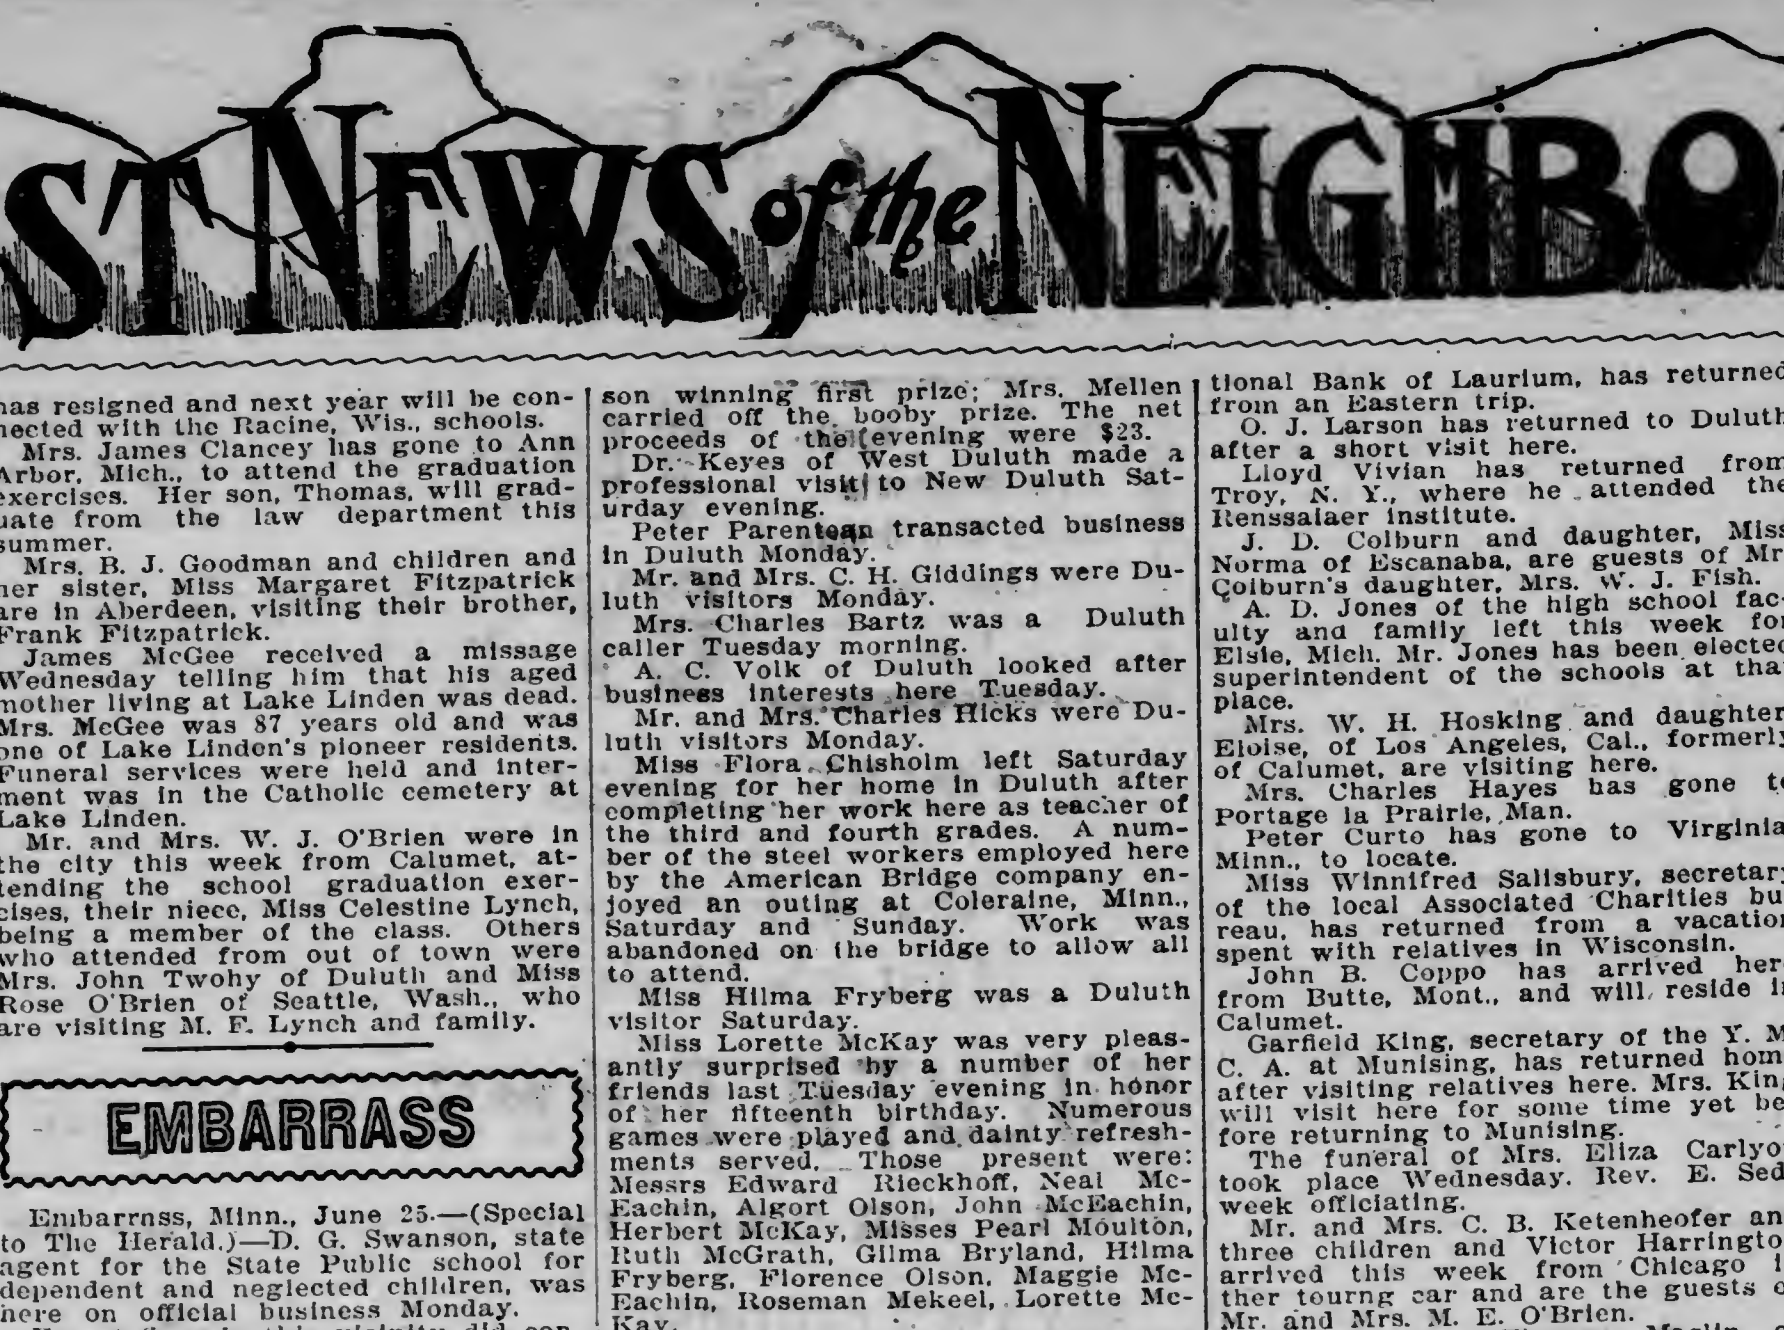 ST NEWS of the NEIGHBO
has resigned and next year will be con-
nected with the Racine, Wis., schools.
Mrs. James Clancey has gone to Ann
Arbor, Mich., to attend the graduation
exercises. Her son, Thomas, will grad-
uate from the law department this
summer.
Mrs. B. J. Goodman and children and
her sister, Miss Margaret Fitzpatrick
are in Aberdeen, visiting their brother,
Frank Fitzpatrick.
James McGee received a missage
Wednesday telling him that his aged
mother living at Lake Linden was dead.
Mrs. McGee was 87 years old and was
one of Lake Linden's pioneer residents.
Funeral services were held and inter-
ment was in the Catholic cemetery at
Lake Linden.
Mr. and Mrs. W. J. O'Brien were in
the city this week from Calumet, at-
tending the school graduation exer-
cises, their niece, Miss Celestine Lynch,
being a member of the class. Others
who attended from out of town were
Mrs. John Twohy of Duluth and Miss
Rose O'Brien of Seattle, Wash., who
are visiting M. F. Lynch and family.
EMBARRASS
Embarrass, Minn., June 25.—(Special
to The Herald.)—D. G. Swanson, state
agent for the State Public school for
dependent and neglected children, was
here on official business Monday.
son winning first prize; Mrs. Mellen
carried off the booby prize. The net
proceeds of the evening were $23.
Dr. Keyes of West Duluth made a
professional visit to New Duluth Sat-
urday evening.
Peter Parentean transacted business
in Duluth Monday.
Mr. and Mrs. C. H. Giddings were Du-
luth visitors Monday.
Mrs. Charles Bartz was a Duluth
caller Tuesday morning.
A. C. Volk of Duluth looked after
business interests here Tuesday.
Mr. and Mrs. Charles Hicks were Du-
luth visitors Monday.
Miss Flora Chisholm left Saturday
evening for her home in Duluth after
completing her work here as teacher of
the third and fourth grades. A num-
ber of the steel workers employed here
by the American Bridge company en-
joyed an outing at Coleraine, Minn.,
Saturday and Sunday. Work was
abandoned on the bridge to allow all
to attend.
Miss Hilma Fryberg was a Duluth
visitor Saturday.
Miss Lorette McKay was very pleas-
antly surprised by a number of her
friends last Tuesday evening in honor
of her fifteenth birthday. Numerous
games were played and dainty refresh-
ments served. Those present were:
Messrs Edward Rieckhoff, Neal Mc-
Eachin, Algort Olson, John McEachin,
Herbert McKay, Misses Pearl Moulton,
Ruth McGrath, Gilma Bryland, Hilma
Fryberg, Florence Olson, Maggie Mc-
Eachin, Roseman Mekeel, Lorette Mc-
Kay.
tional Bank of Laurium, has returned
from an Eastern trip.
O. J. Larson has returned to Duluth
after a short visit here.
Lloyd Vivian has returned from
Troy, N. Y., where he attended the
Renssalaer institute.
J. D. Colburn and daughter, Miss
Norma of Escanaba, are guests of Mr.
Colburn's daughter, Mrs. W. J. Fish.
A. D. Jones of the high school fac-
ulty and family left this week for
Elsie, Mich. Mr. Jones has been elected
superintendent of the schools at that
place.
Mrs. W. H. Hosking and daughter,
Eloise, of Los Angeles, Cal., formerly
of Calumet, are visiting here.
Mrs. Charles Hayes has gone to
Portage la Prairie, Man.
Peter Curto has gone to Virginia,
Minn., to locate.
Miss Winnifred Salisbury, secretary
of the local Associated Charities bu-
reau, has returned from a vacation
spent with relatives in Wisconsin.
John B. Coppo has arrived her
from Butte, Mont., and will reside in
Calumet.
Garfield King, secretary of the Y. M.
C. A. at Munising, has returned hom
after visiting relatives here. Mrs. King
will visit here for some time yet be-
fore returning to Munising.
The funeral of Mrs. Eliza Carlyo
took place Wednesday. Rev. E. Sed
week officiating.
Mr. and Mrs. C. B. Ketenheofer an
three children and Victor Harringto
arrived this week from Chicago i
ther tourng car and are the guests o
Mr. and Mrs. M. E. O'Brien.